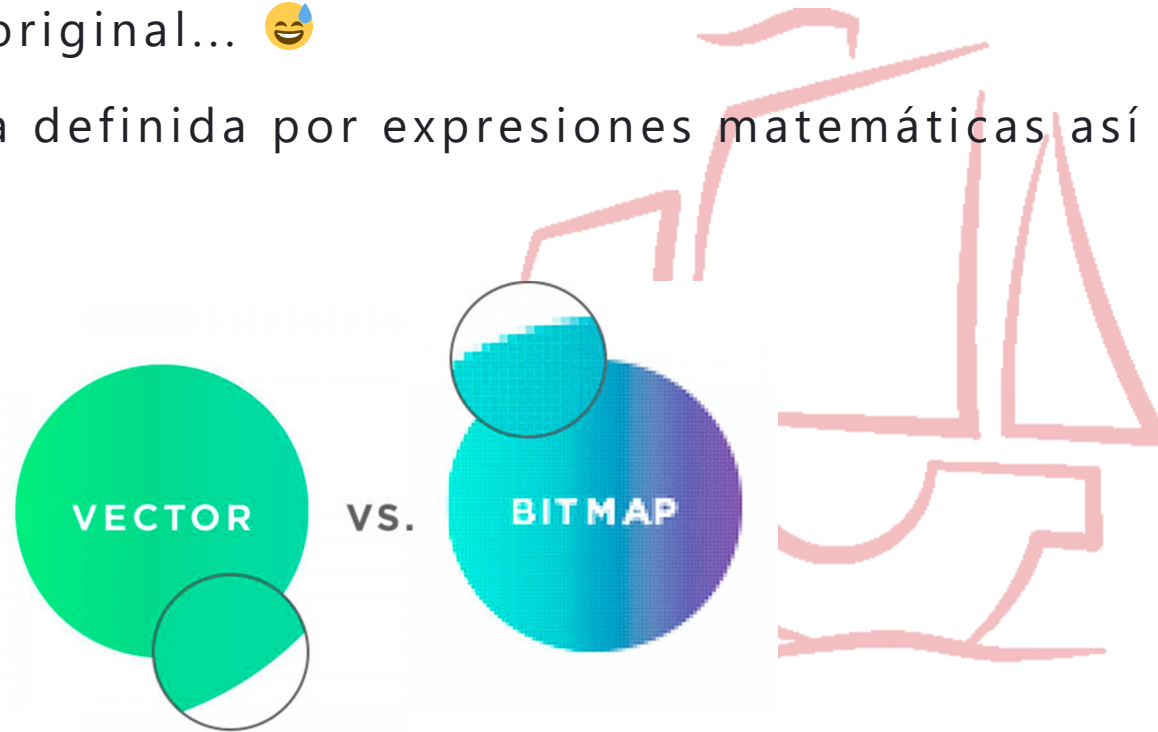 original... 😅
a definida por expresiones matemáticas así
VECTOR
VS.
BITMAP